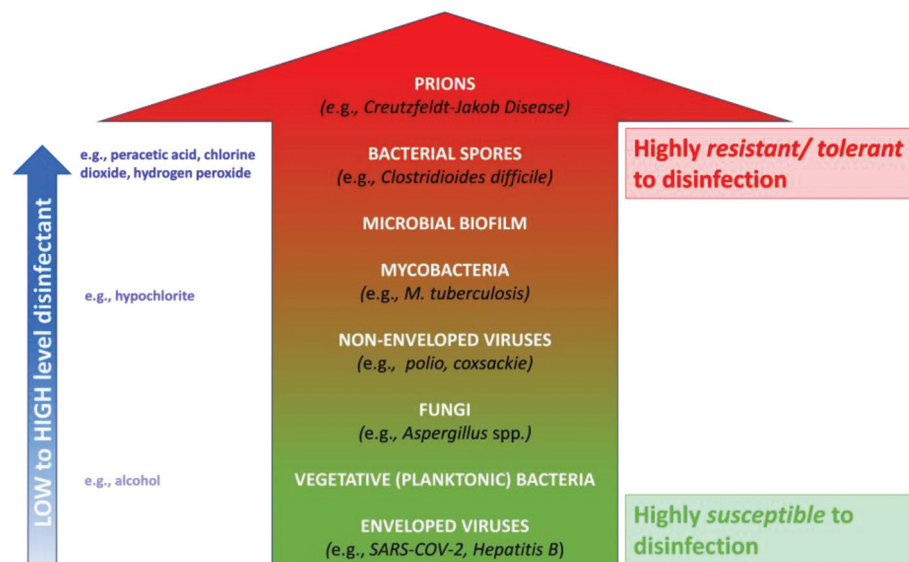 PRIONS
(e.g., Creutzfeldt-Jakob Disease)
e.g., peracetic acid, chlorine
dioxide, hydrogen peroxide
BACTERIAL SPORES
(e.g., Clostridioides difficile)
Highly resistant/ tolerant
to disinfection
MICROBIAL BIOFILM
LOW to HIGH level disinfectant
e.g., hypochlorite
MYCOBACTERIA
(e.g., M. tuberculosis)
NON-ENVELOPED VIRUSES
(e.g., polio, coxsackie)
FUNGI
(e.g., Aspergillus spp.)
e.g., alcohol
VEGETATIVE (PLANKTONIC) BACTERIA
ENVELOPED VIRUSES
(e.g., SARS-COV-2, Hepatitis B)
Highly susceptible to
disinfection